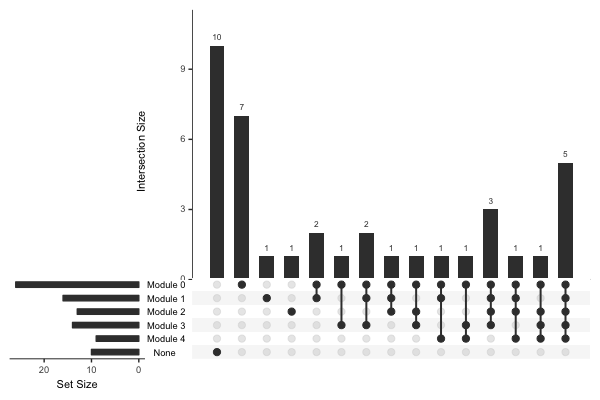 10
7
1
1
2
1
2
1
1
1
1
3
1
1
5
Intersection Size
9
6
3
0
Module 0
Module 1
Module 2
Module 3
Module 4
None
20 10 0
Set Size